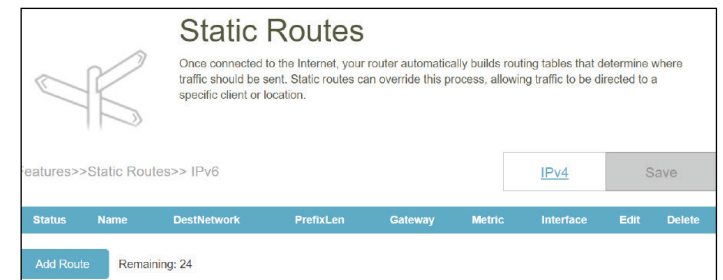 Static Routes
Once connected to the Internet, your router automatically builds routing tables that determine where
traffic should be sent. Static routes can override this process, allowing traffic to be directed to a
specific client or location.
eatures>>Static Routes>> IPv6
IPv4
Save
Status Name DestNetwork PrefixLen Gateway Metric Interface Edit Delete
Add Route Remaining: 24